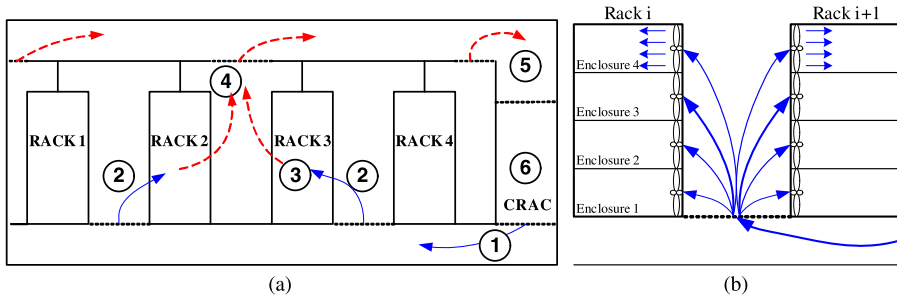 Rack i
Rack i+1
4
5
Enclosure 4
RACK 1
RACK 2
RACK 3
RACK 4
Enclosure 3
2
3
2
6
Enclosure 2
CRAC
Enclosure 1
1
(a)
(b)